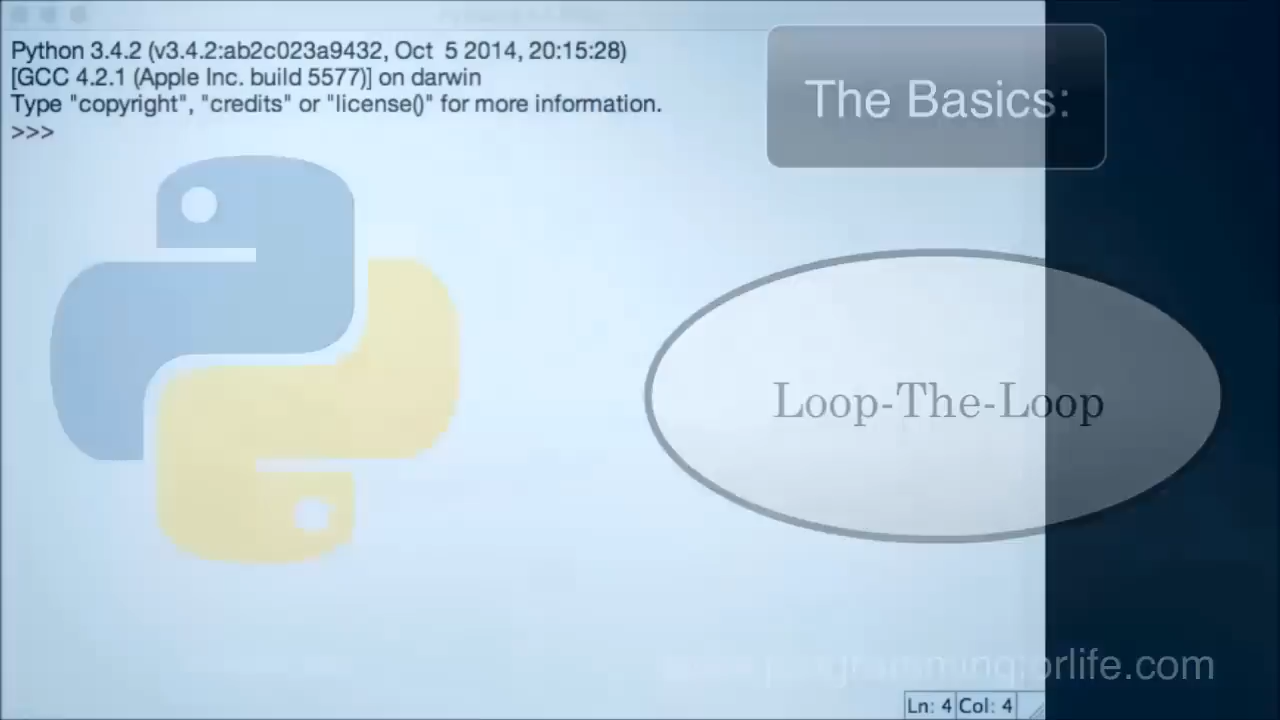 Python 3.4.2 (v3.4.2:ab2c023a9432, Oct  5 2014, 20:15:28)
[GCC 4.2.1 (Apple Inc. build 5577)] on darwin
Type "copyright", "credits" or "license()" for more information.
>>>
The Basics:
Loop-The-Loop
Ln: 4 Col: 4